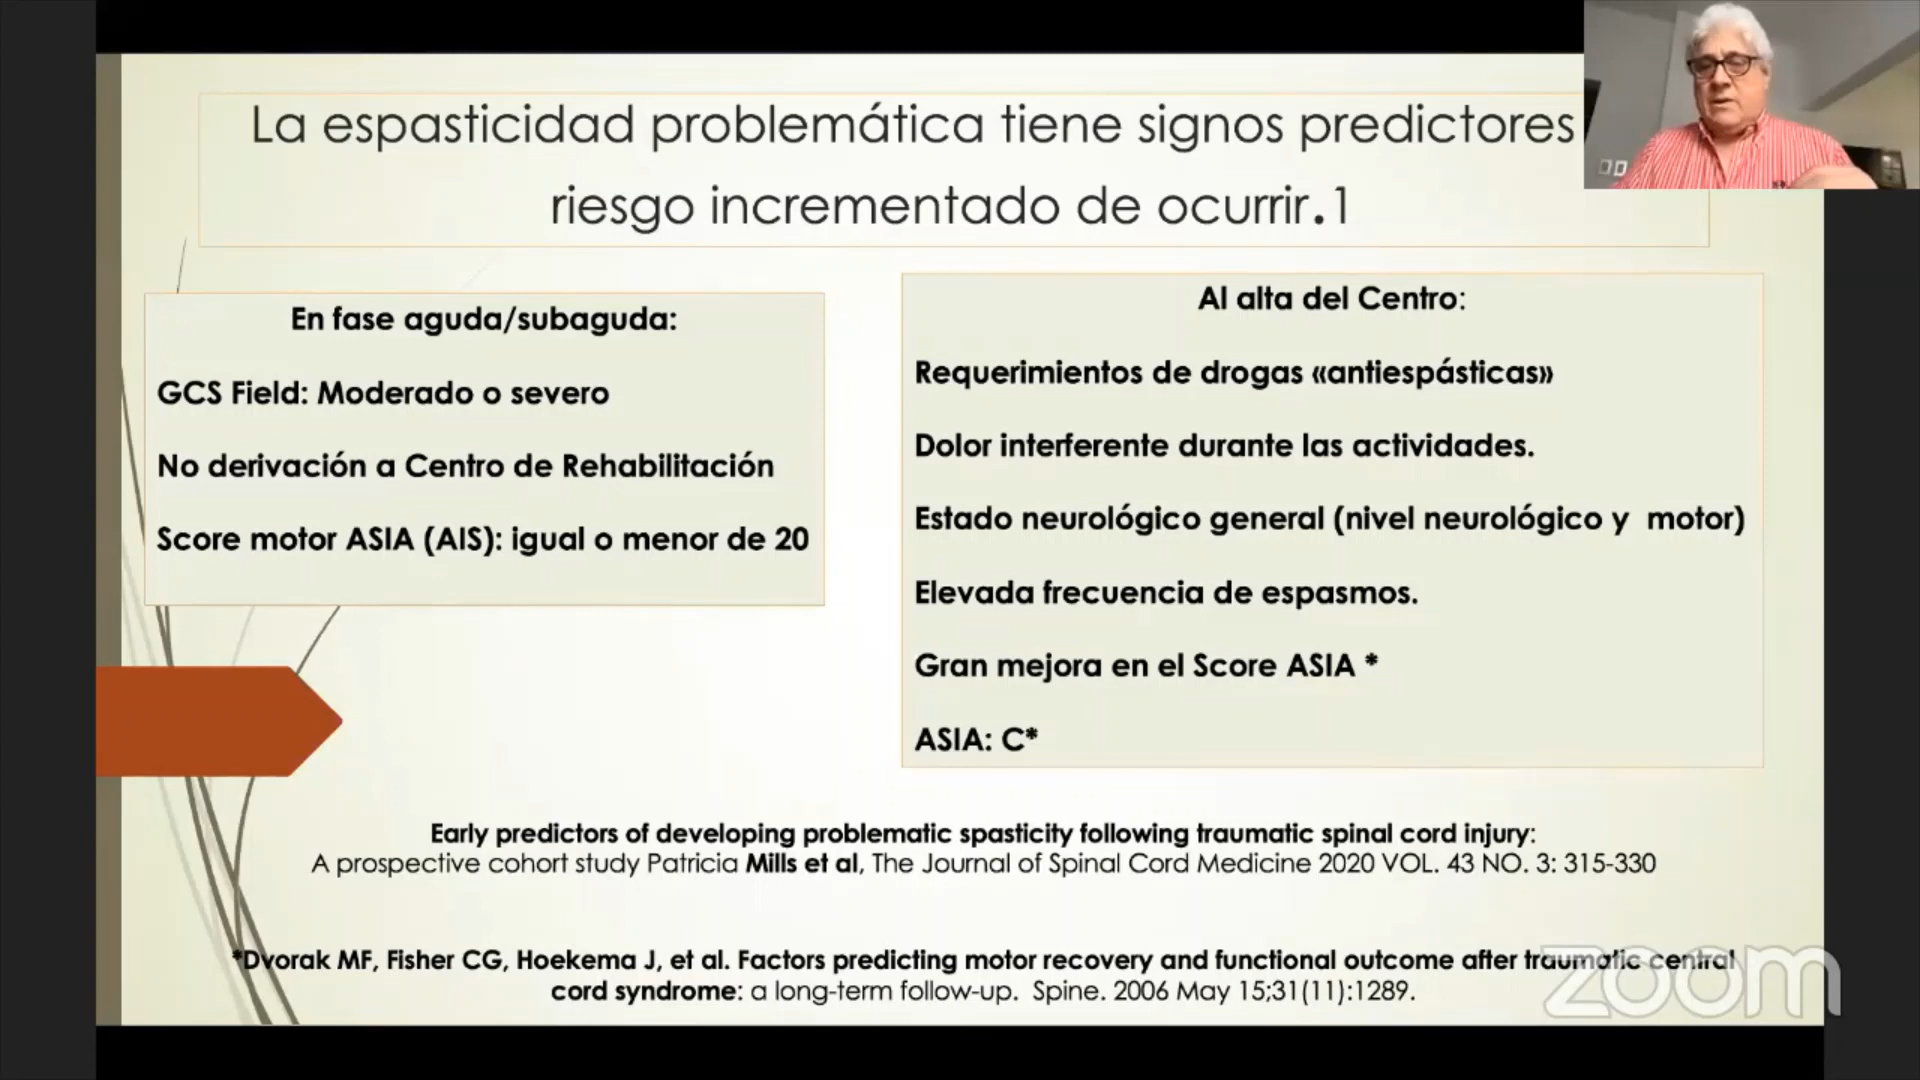 La espasticidad problemática tiene signos predictores
riesgo incrementado de ocurrir.1
En fase aguda/subaguda:
GCS Field: Moderado o severo
No derivación a Centro de Rehabilitación
Score motor ASIA (AIS): igual o menor de 20
Al alta del Centro:
Requerimientos de drogas «antiespásticas»
Dolor interferente durante las actividades.
Estado neurológico general (nivel neurológico y motor)
Elevada frecuencia de espasmos.
Gran mejora en el Score ASIA *
ASIA: C*
Early predictors of developing problematic spasticity following traumatic spinal cord injury:
A prospective cohort study Patricia Mills et al, The Journal of Spinal Cord Medicine 2020 VOL. 43 NO. 3: 315-330
*Dvorak MF, Fisher CG, Hoekema J, et al. Factors predicting motor recovery and functional outcome after traumatic central
cord syndrome: a long-term follow-up. Spine. 2006 May 15;31(11):1289.
zoom